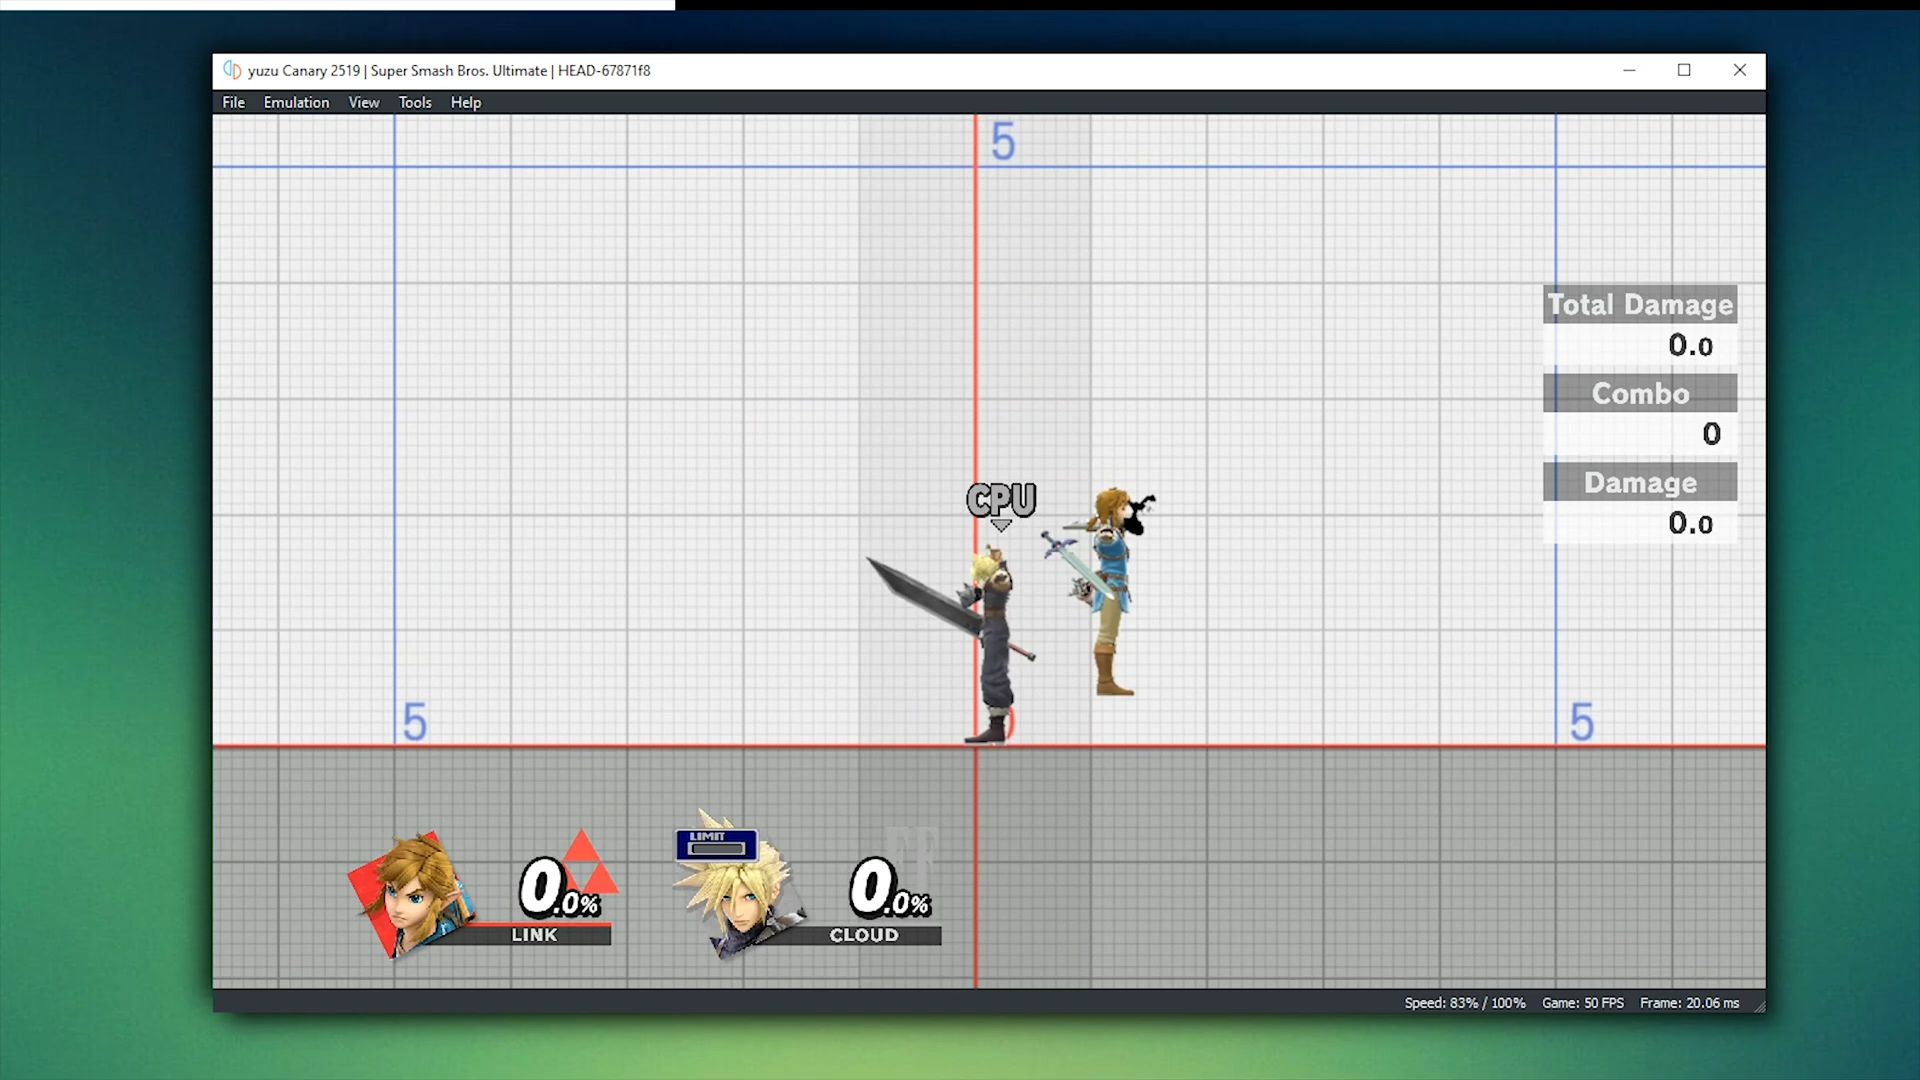 yuzu Canary 2519 | Super Smash Bros. Ultimate | HEAD-67871f8
File Emulation View Tools Help
5
Total Damage
0.0
Combo
0
CPU
Damage
0.0
5
5
LIMIT
0.0%
0.0%
LINK
CLOUD
Speed: 83% / 100% Game: 50 FPS Frame: 20.06 ms